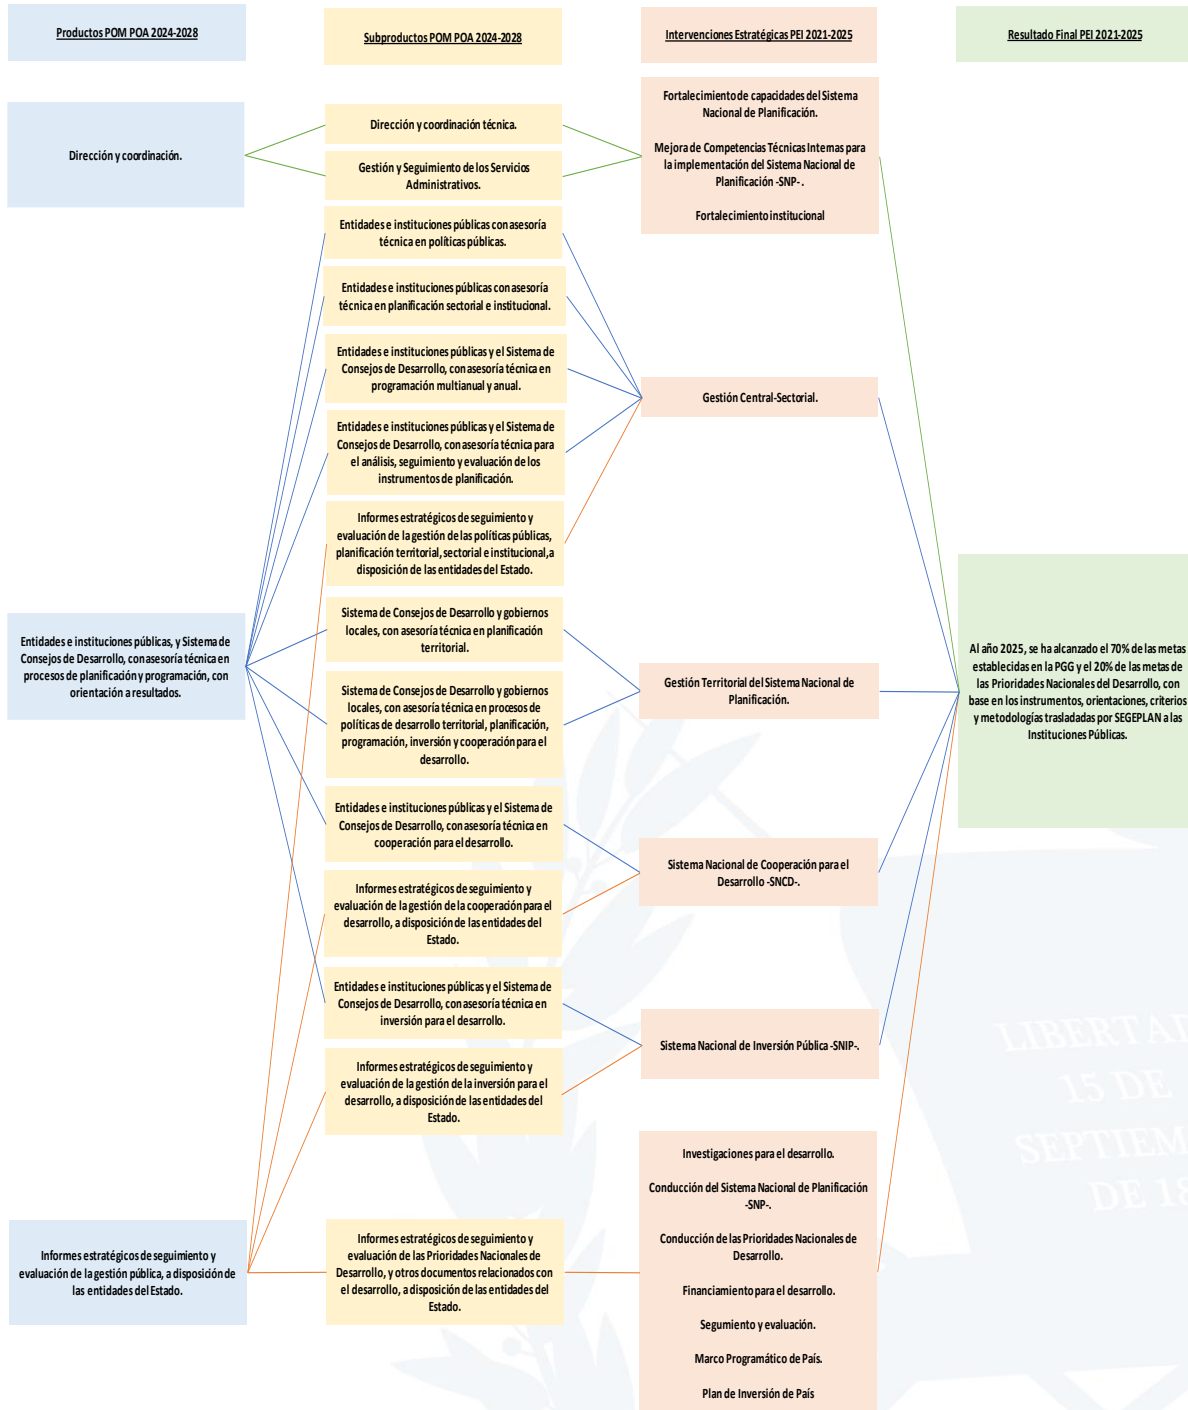 Productos POM POA 2024-2028
Subproductos POM POA 2024-2028
Intervenciones Estratégicas PEI 2021-2025
Resultado Final PEI 2021-2025
Dirección y coordinación.
Dirección y coordinación técnica.
Gestión y Seguimiento de los Servicios
Administrativos.
Fortalecimiento de capacidades del Sistema
Nacional de Planificación.
Mejora de Competencias Técnicas Internas para
la implementación del Sistema Nacional de
Planificación -SNP- .
Fortalecimiento institucional
Entidades e instituciones públicas con asesoría
técnica en políticas públicas.
Entidades e instituciones públicas con asesoría
técnica en planificación sectorial e institucional.
Entidades e instituciones públicas y el Sistema de
Consejos de Desarrollo, con asesoría técnica en
programación multianual y anual.
Entidades e instituciones públicas y el Sistema de
Consejos de Desarrollo, con asesoría técnica para
el análisis, seguimiento y evaluación de los
instrumentos de planificación.
Informes estratégicos de seguimiento y
evaluación de la gestión de las políticas públicas,
planificación territorial, sectorial e institucional, a
disposición de las entidades del Estado.
Gestión Central-Sectorial.
Entidades e instituciones públicas, y Sistema de
Consejos de Desarrollo, con asesoría técnica en
procesos de planificación y programación, con
orientación a resultados.
Sistema de Consejos de Desarrollo y gobiernos
locales, con asesoría técnica en planificación
territorial.
Sistema de Consejos de Desarrollo y gobiernos
locales, con asesoría técnica en procesos de
políticas de desarrollo territorial, planificación,
programación, inversión y cooperación para el
desarrollo.
Gestión Territorial del Sistema Nacional de
Planificación.
Al año 2025, se ha alcanzado el 70% de las metas
establecidas en la PGG y el 20% de las metas de
las Prioridades Nacionales del Desarrollo, con
base en los instrumentos, orientaciones, criterios
y metodologías trasladadas por SEGEPLAN a las
Instituciones Públicas.
Entidades e instituciones públicas y el Sistema de
Consejos de Desarrollo, con asesoría técnica en
cooperación para el desarrollo.
Informes estratégicos de seguimiento y
evaluación de la gestión de la cooperación para el
desarrollo, a disposición de las entidades del
Estado.
Sistema Nacional de Cooperación para el
Desarrollo -SNCD-.
Entidades e instituciones públicas y el Sistema de
Consejos de Desarrollo, con asesoría técnica en
inversión para el desarrollo.
Informes estratégicos de seguimiento y
evaluación de la gestión de la inversión para el
desarrollo, a disposición de las entidades del
Estado.
Sistema Nacional de Inversión Pública -SNIP-.
Informes estratégicos de seguimiento y
evaluación de la gestión pública, a disposición de
las entidades del Estado.
Informes estratégicos de seguimiento y
evaluación de las Prioridades Nacionales de
Desarrollo, y otros documentos relacionados con
el desarrollo, a disposición de las entidades del
Estado.
Investigaciones para el desarrollo.
Conducción del Sistema Nacional de Planificación
-SNP-.
Conducción de las Prioridades Nacionales de
Desarrollo.
Financiamiento para el desarrollo.
Segumiento y evaluación.
Marco Programático de País.
Plan de Inversión de País
LIBERTAD
15 DE
SEPTIEM
DE 18